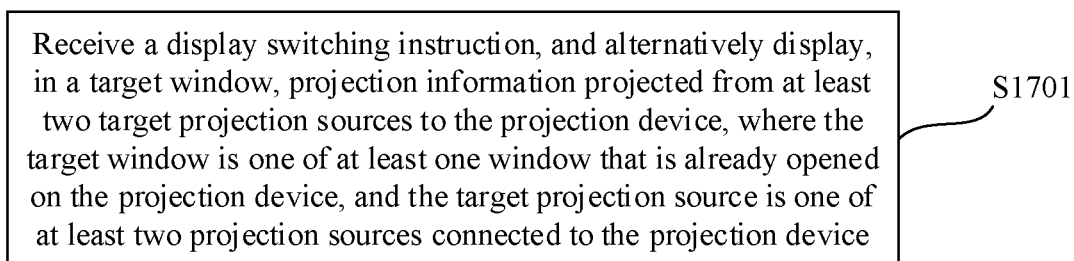 Receive a display switching instruction, and alternatively display,
in a target window, projection information projected from at least
two target projection sources to the projection device, where the
target window is one of at least one window that is already opened
on the projection device, and the target projection source is one of
at least two projection sources connected to the projection device
S1701